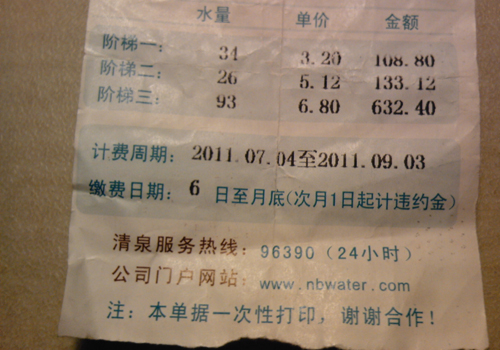 水量 单价 金额
阶梯一: 34 3.20 108.80
阶梯二: 26 5.12 133.12
阶梯三: 93 6.80 632.40
计费周期: 2011.07.04至2011.09.03
缴费日期: 6 日至月底(次月1日起计违约金)
清泉服务热线: 96390 (24小时)
公司门户网站: www.nbwater.com
注: 本单据一次性打印, 谢谢合作!